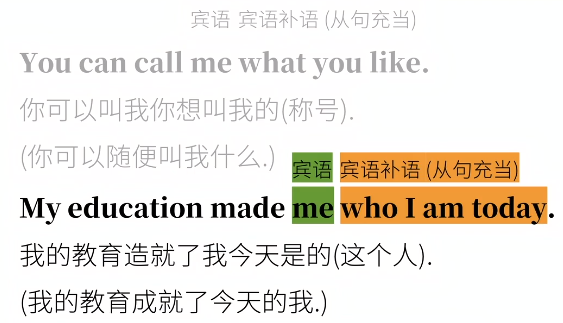 宾语 宾语补语 (从句充当)
You can call me what you like.
你可以叫我你想叫我的(称号).
(你可以随便叫我什么.)
宾语 宾语补语 (从句充当)
My education made me who I am today.
我的教育造就了我今天是的(这个人).
(我的教育成就了今天的我.)